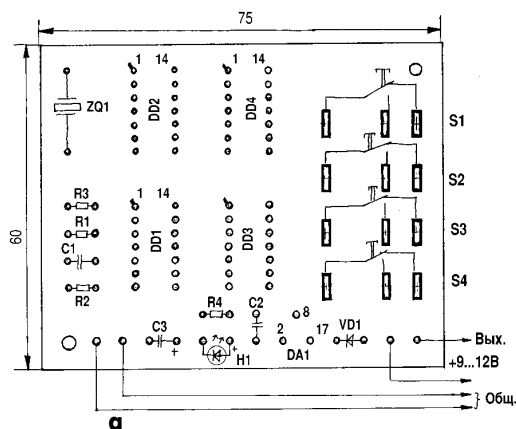 75
60
ZQ1
1 14
DD2
1 14
DD4
S1
S2
S3
S4
R3
R1
C1
R2
1 14
DD1
DD3
R4
C2
8
C3
+
+
H1
2
17
DA1
VD1
Вых.
+9...12В
Общ.
а